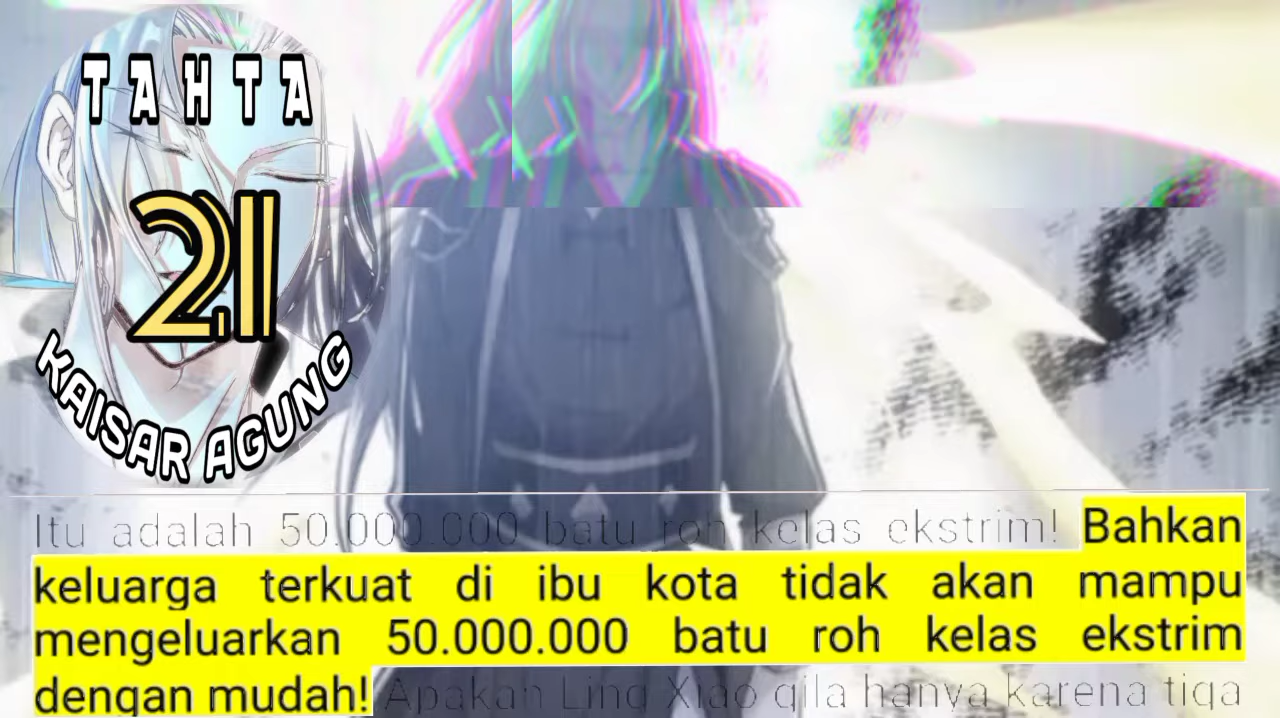 TAHTA
21
KAISAR AGUNG
Itu adalah 50.000.000 batu roh kelas ekstrim! Bahkan
keluarga terkuat di ibu kota tidak akan mampu
mengeluarkan 50.000.000 batu roh kelas ekstrim
dengan mudah! Apakah Ling Xiao gila hanya karena tiga